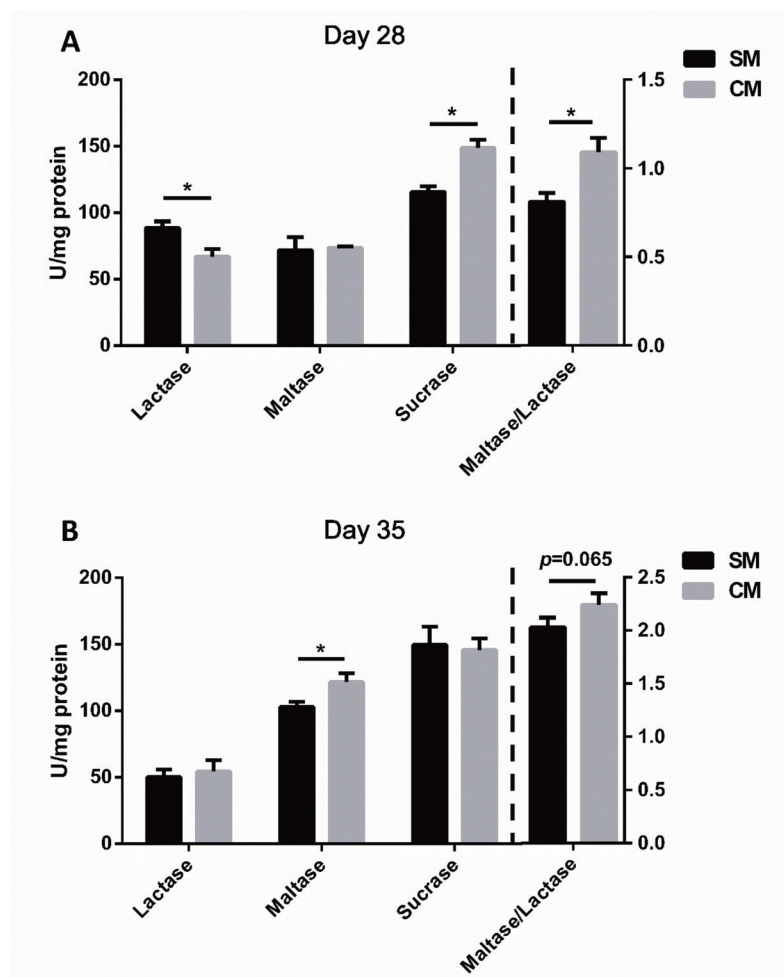 A
Day 28
SM
CM
U/mg protein
200
150
100
50
0
*
*
*
1.5
1.0
0.5
0.0
Lactase
Maltase
Sucrase
Maltase/Lactase
B
Day 35
SM
CM
U/mg protein
200
150
100
50
0
*
p=0.065
2.5
2.0
1.5
1.0
0.5
0.0
Lactase
Maltase
Sucrase
Maltase/Lactase